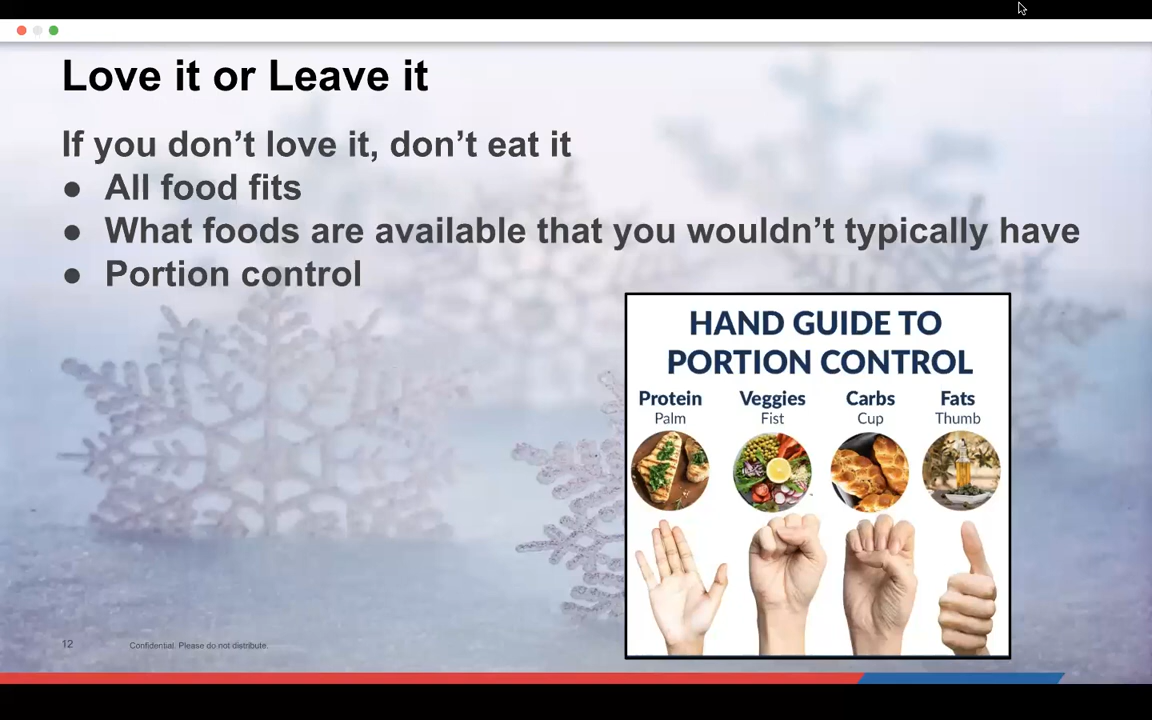 Love it or Leave it
If you don’t love it, don’t eat it
● All food fits
● What foods are available that you wouldn’t typically have
● Portion control
HAND GUIDE TO
PORTION CONTROL
Protein Veggies Carbs Fats
Palm Fist Cup Thumb
12 Confidential. Please do not distribute.